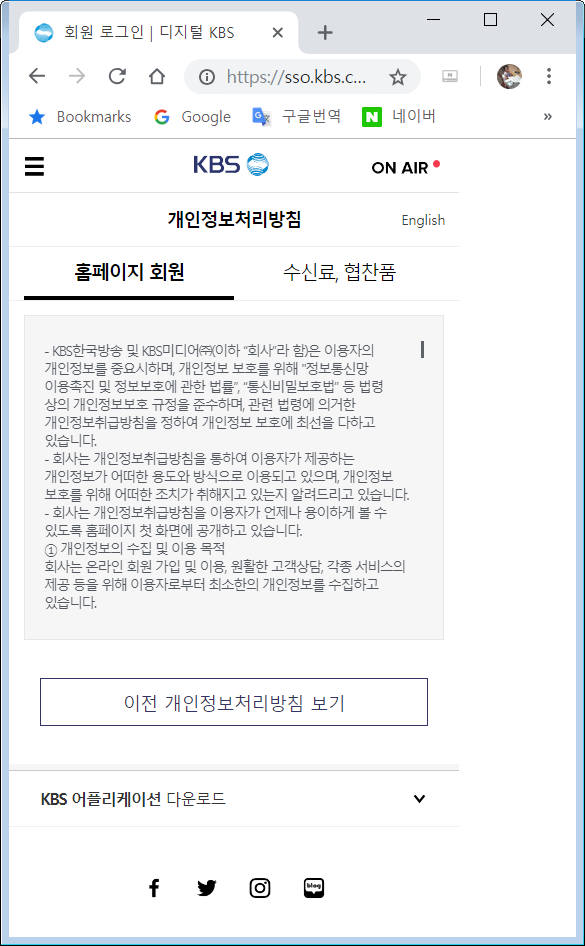 회원 로그인 | 디지털 KBS
https://sso.kbs.c...
Bookmarks Google 구글번역 네이버 »
KBS ON AIR
개인정보처리방침 English
홈페이지 회원 수신료, 협찬품
- KBS한국방송 및 KBS미디어㈜(이하 "회사"라 함)은 이용자의
개인정보를 중요시하며, 개인정보 보호를 위해 "정보통신망
이용촉진 및 정보보호에 관한 법률", "통신비밀보호법" 등 법령
상의 개인정보보호 규정을 준수하며, 관련 법령에 의거한
개인정보취급방침을 정하여 개인정보 보호에 최선을 다하고
있습니다.
- 회사는 개인정보취급방침을 통하여 이용자가 제공하는
개인정보가 어떠한 용도와 방식으로 이용되고 있으며, 개인정보
보호를 위해 어떠한 조치가 취해지고 있는지 알려드리고 있습니다.
- 회사는 개인정보취급방침을 이용자가 언제나 용이하게 볼 수
있도록 홈페이지 첫 화면에 공개하고 있습니다.
① 개인정보의 수집 및 이용 목적
회사는 온라인 회원 가입 및 이용, 원활한 고객상담, 각종 서비스의
제공 등을 위해 이용자로부터 최소한의 개인정보를 수집하고
있습니다.
이전 개인정보처리방침 보기
KBS 어플리케이션 다운로드
blog